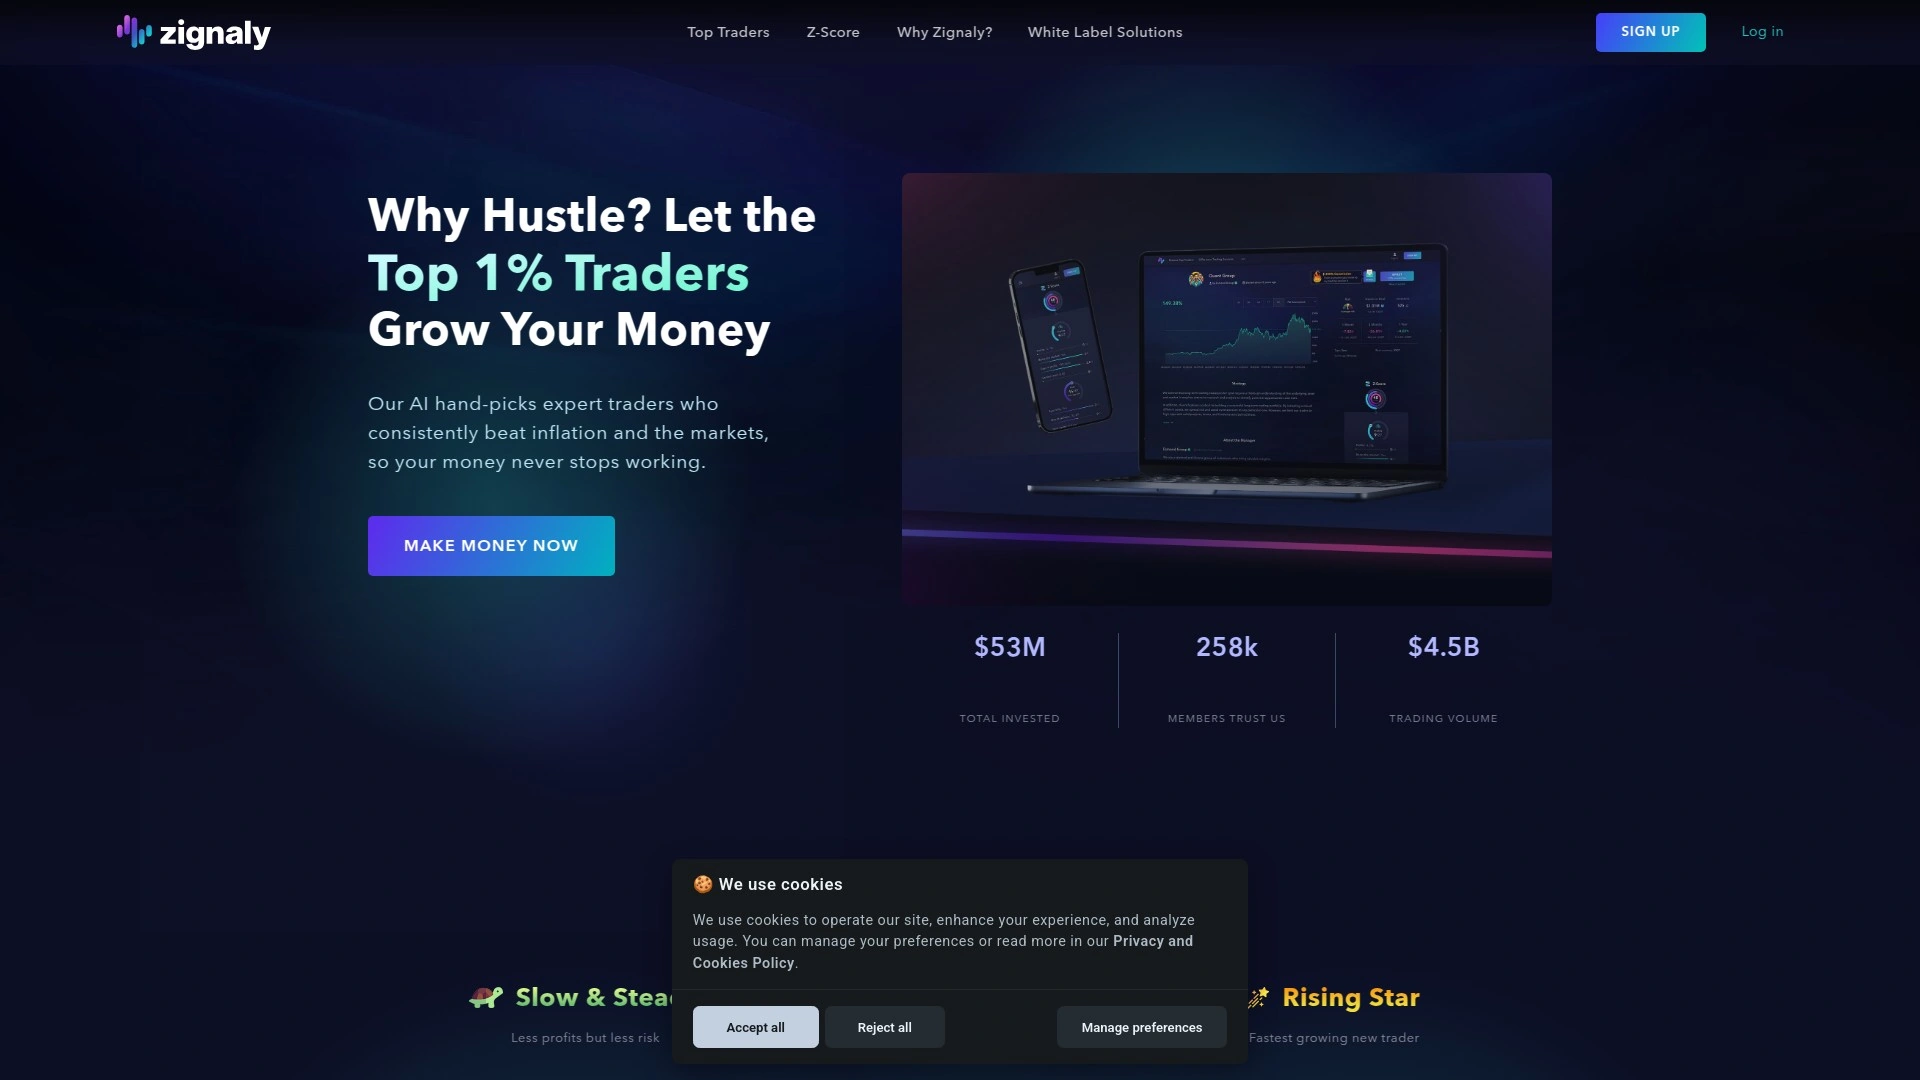 zignaly
Top Traders
Z-Score
Why Zignaly?
White Label Solutions
SIGN UP
Log in
Why Hustle? Let the
Top 1% Traders
Grow Your Money
Our AI hand-picks expert traders who
consistently beat inflation and the markets,
so your money never stops working.
MAKE MONEY NOW
$53M
TOTAL INVESTED
258k
MEMBERS TRUST US
$4.5B
TRADING VOLUME
🍪 We use cookies
We use cookies to operate our site, enhance your experience, and analyze
usage. You can manage your preferences or read more in our Privacy and
Cookies Policy.
Accept all
Reject all
Manage preferences
Slow &
Less profits but less risk
Rising Star
Fastest growing new trader